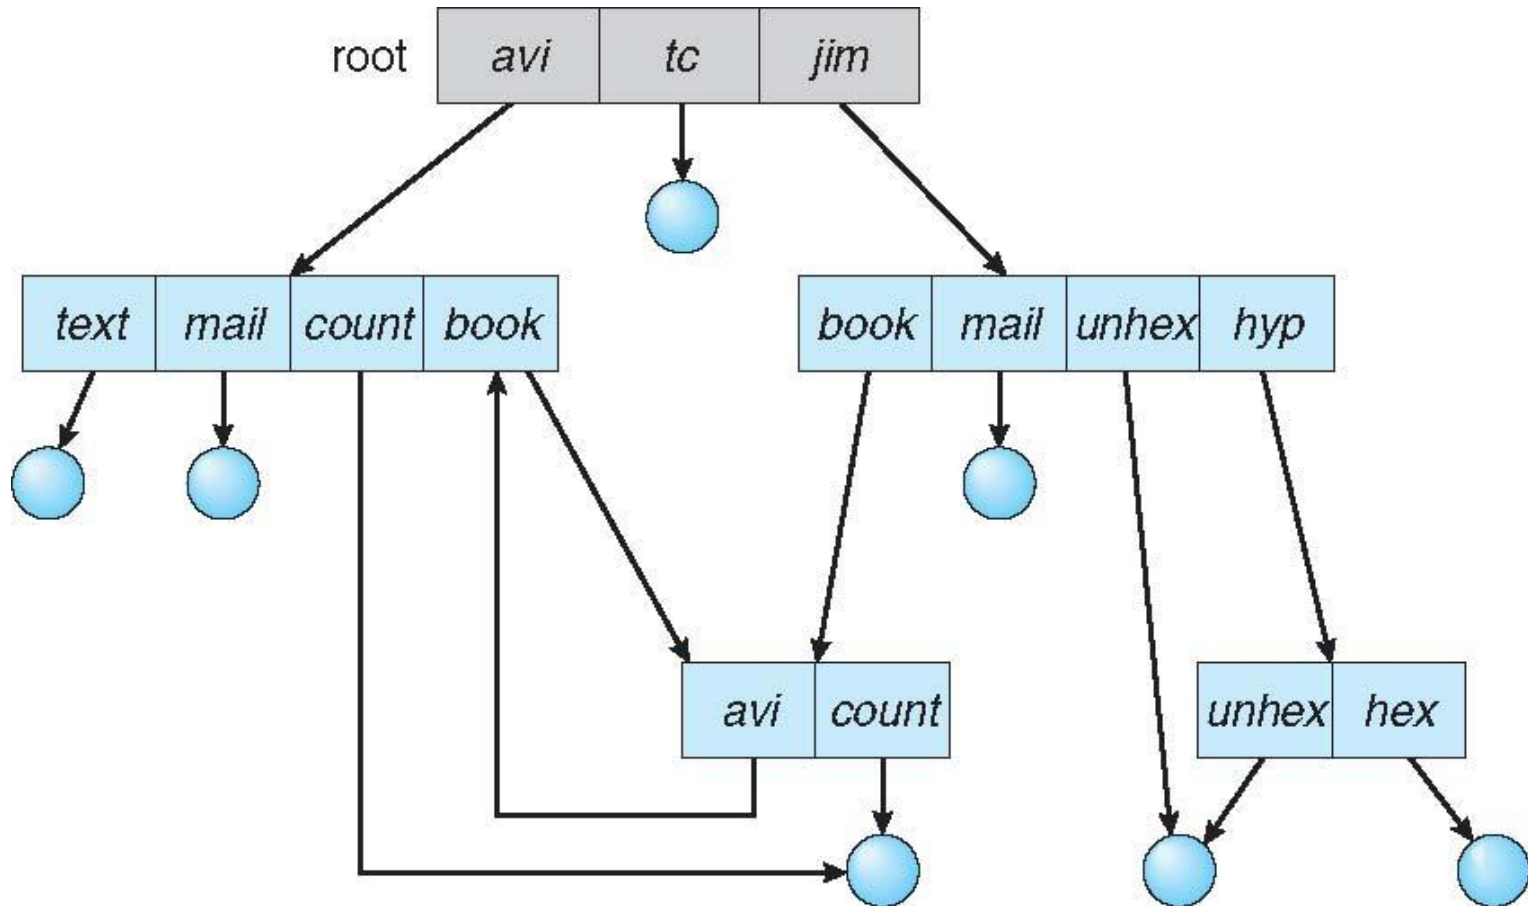 root avi tc jim
text mail count book book mail unhex hyp
avi count unhex hex